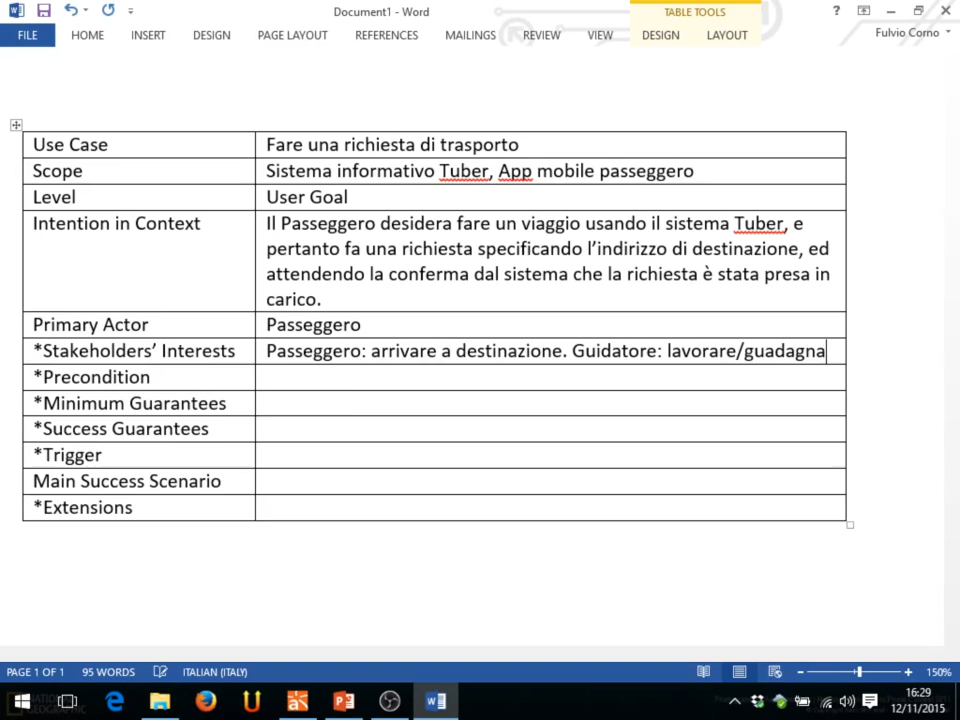 Document1 - Word
TABLE TOOLS
?
FILE HOME INSERT DESIGN PAGE LAYOUT REFERENCES MAILINGS REVIEW VIEW DESIGN LAYOUT Fulvio Corno
Use Case Fare una richiesta di trasporto
Scope Sistema informativo Tuber, App mobile passeggero
Level User Goal
Intention in Context Il Passeggero desidera fare un viaggio usando il sistema Tuber, e
pertanto fa una richiesta specificando l’indirizzo di destinazione, ed
attendendo la conferma dal sistema che la richiesta è stata presa in
carico.
Primary Actor Passeggero
*Stakeholders’ Interests Passeggero: arrivare a destinazione. Guidatore: lavorare/guadagna
*Precondition
*Minimum Guarantees
*Success Guarantees
*Trigger
Main Success Scenario
*Extensions
PAGE 1 OF 1 95 WORDS ITALIAN (ITALY) 150%
16:29
12/11/2015